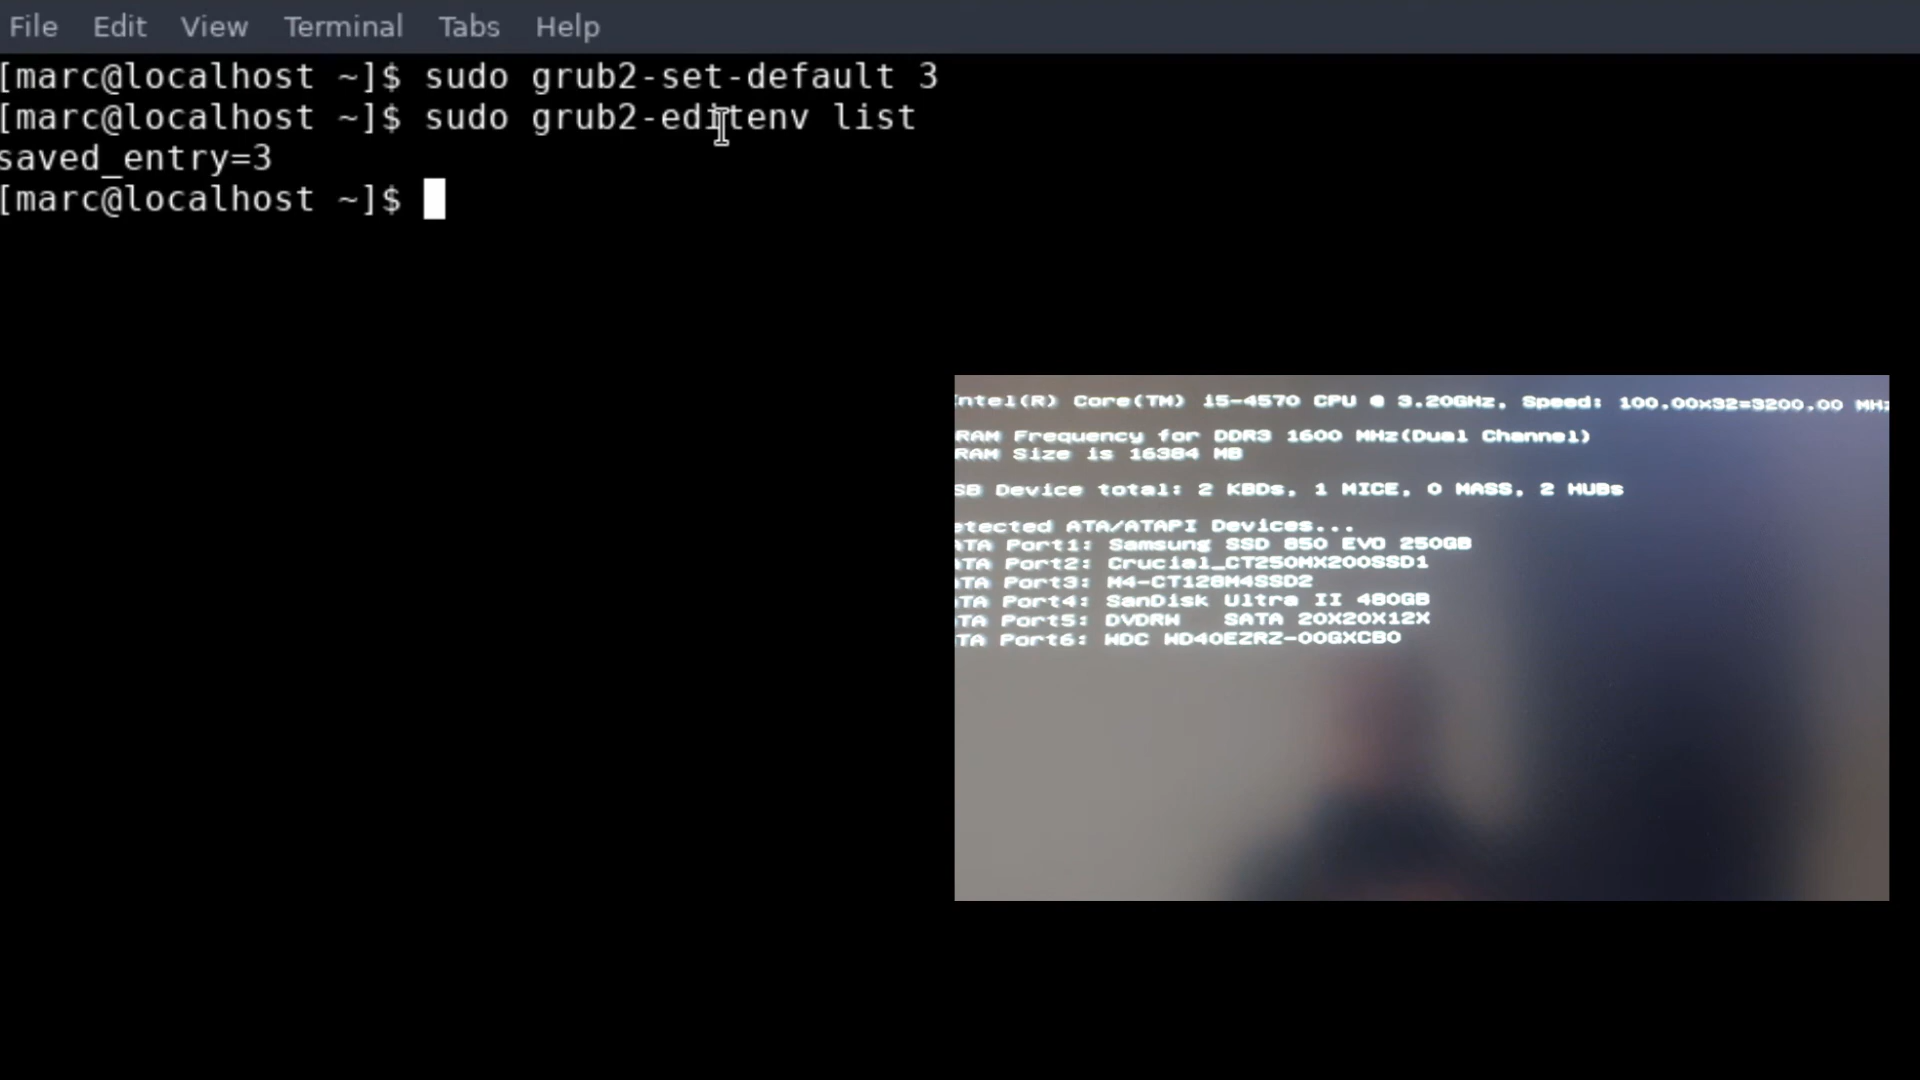 File Edit View Terminal Tabs Help
[marc@localhost ~]$ sudo grub2-set-default 3
[marc@localhost ~]$ sudo grub2-editenv list
saved_entry=3
[marc@localhost ~]$
ntel(R) Core(TM) i5-4570 CPU @ 3.20GHz, Speed: 100.00x32=3200.00 MHz
RAM Frequency for DDR3 1600 MHz(Dual Channel)
RAM Size is 16384 MB
SB Device total: 2 KBDs, 1 MICE, 0 MASS, 2 HUBs
etected ATA/ATAPI Devices...
ATA Port1: Samsung SSD 850 EVO 250GB
ATA Port2: Crucial_CT250MX200SSD1
ATA Port3: M4-CT128M4SSD2
TA Port4: SanDisk Ultra II 480GB
TA Port5: DVDRW SATA 20X20X12X
TA Port6: WDC WD40EZRZ-00GXCB0